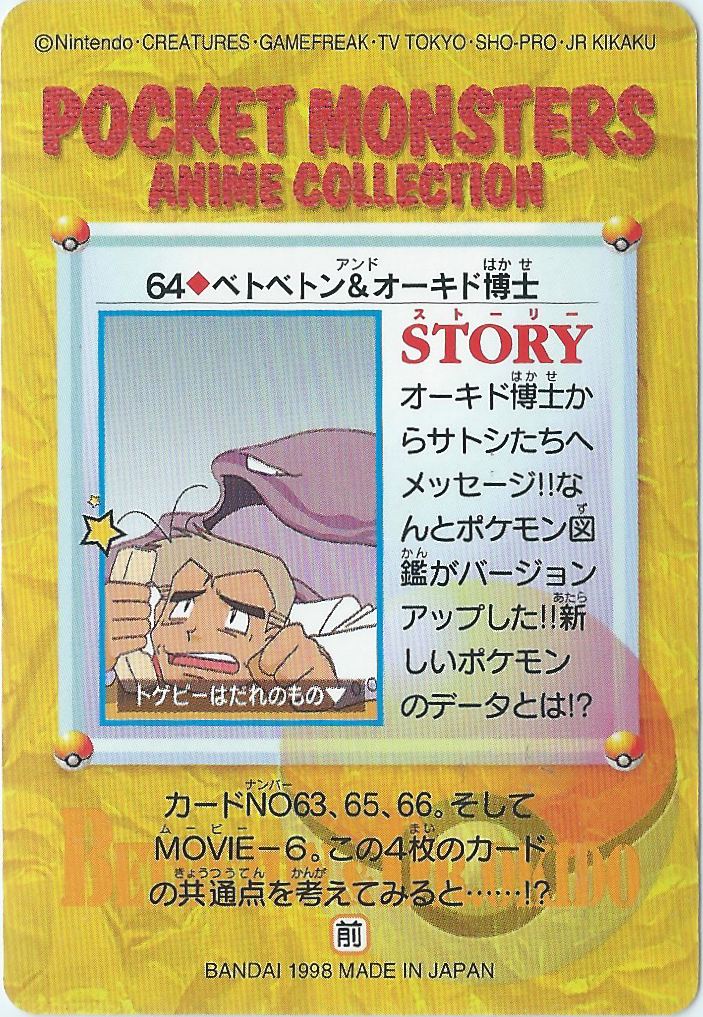 ©Nintendo・CREATURES・GAMEFREAK・TV TOKYO・SHO-PRO・JR KIKAKU
POCKET MONSTERS
ANIME COLLECTION
アンド はかせ
64◆ベトベトン&オーキド博士
ストーリー
STORY
はかせ
オーキド博士か
らサトシたちへ
メッセージ!!な
んとポケモン図
ず
かん
鑑がバージョン
あたら
アップした!!新
しいポケモン
のデータとは!?
トゲピーはだれのもの▼
ナンバー
カードNO63、65、66。そして
ムービー まい
MOVIE－6。この4枚のカード
きょうつうてん かんが
の共通点を考えてみると……!?
前
BANDAI 1998 MADE IN JAPAN